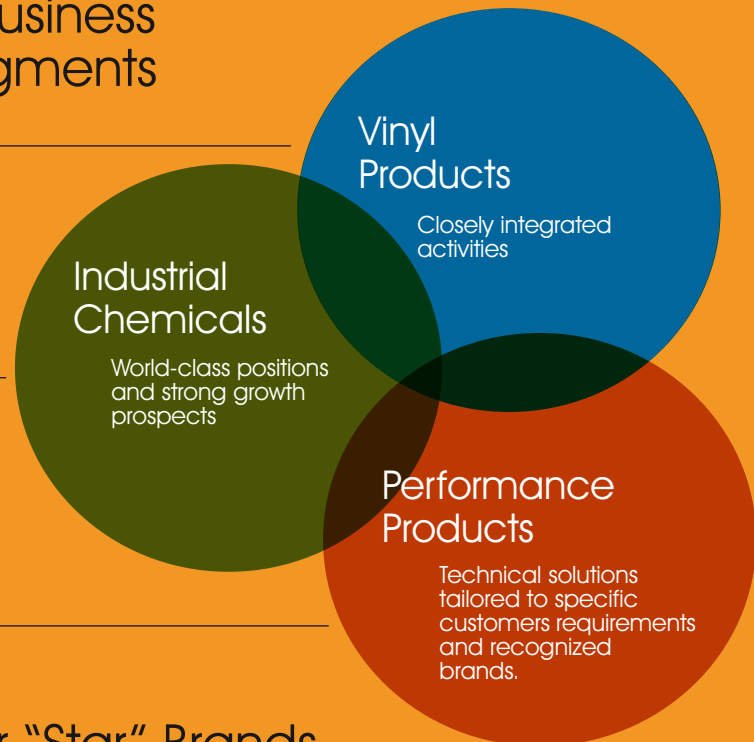 usiness
gments
Vinyl
Products
Closely integrated
activities
Industrial
Chemicals
World-class positions
and strong growth
prospects
Performance
Products
Technical solutions
tailored to specific
customers requirements
and recognized
brands.
r “Star” Brands